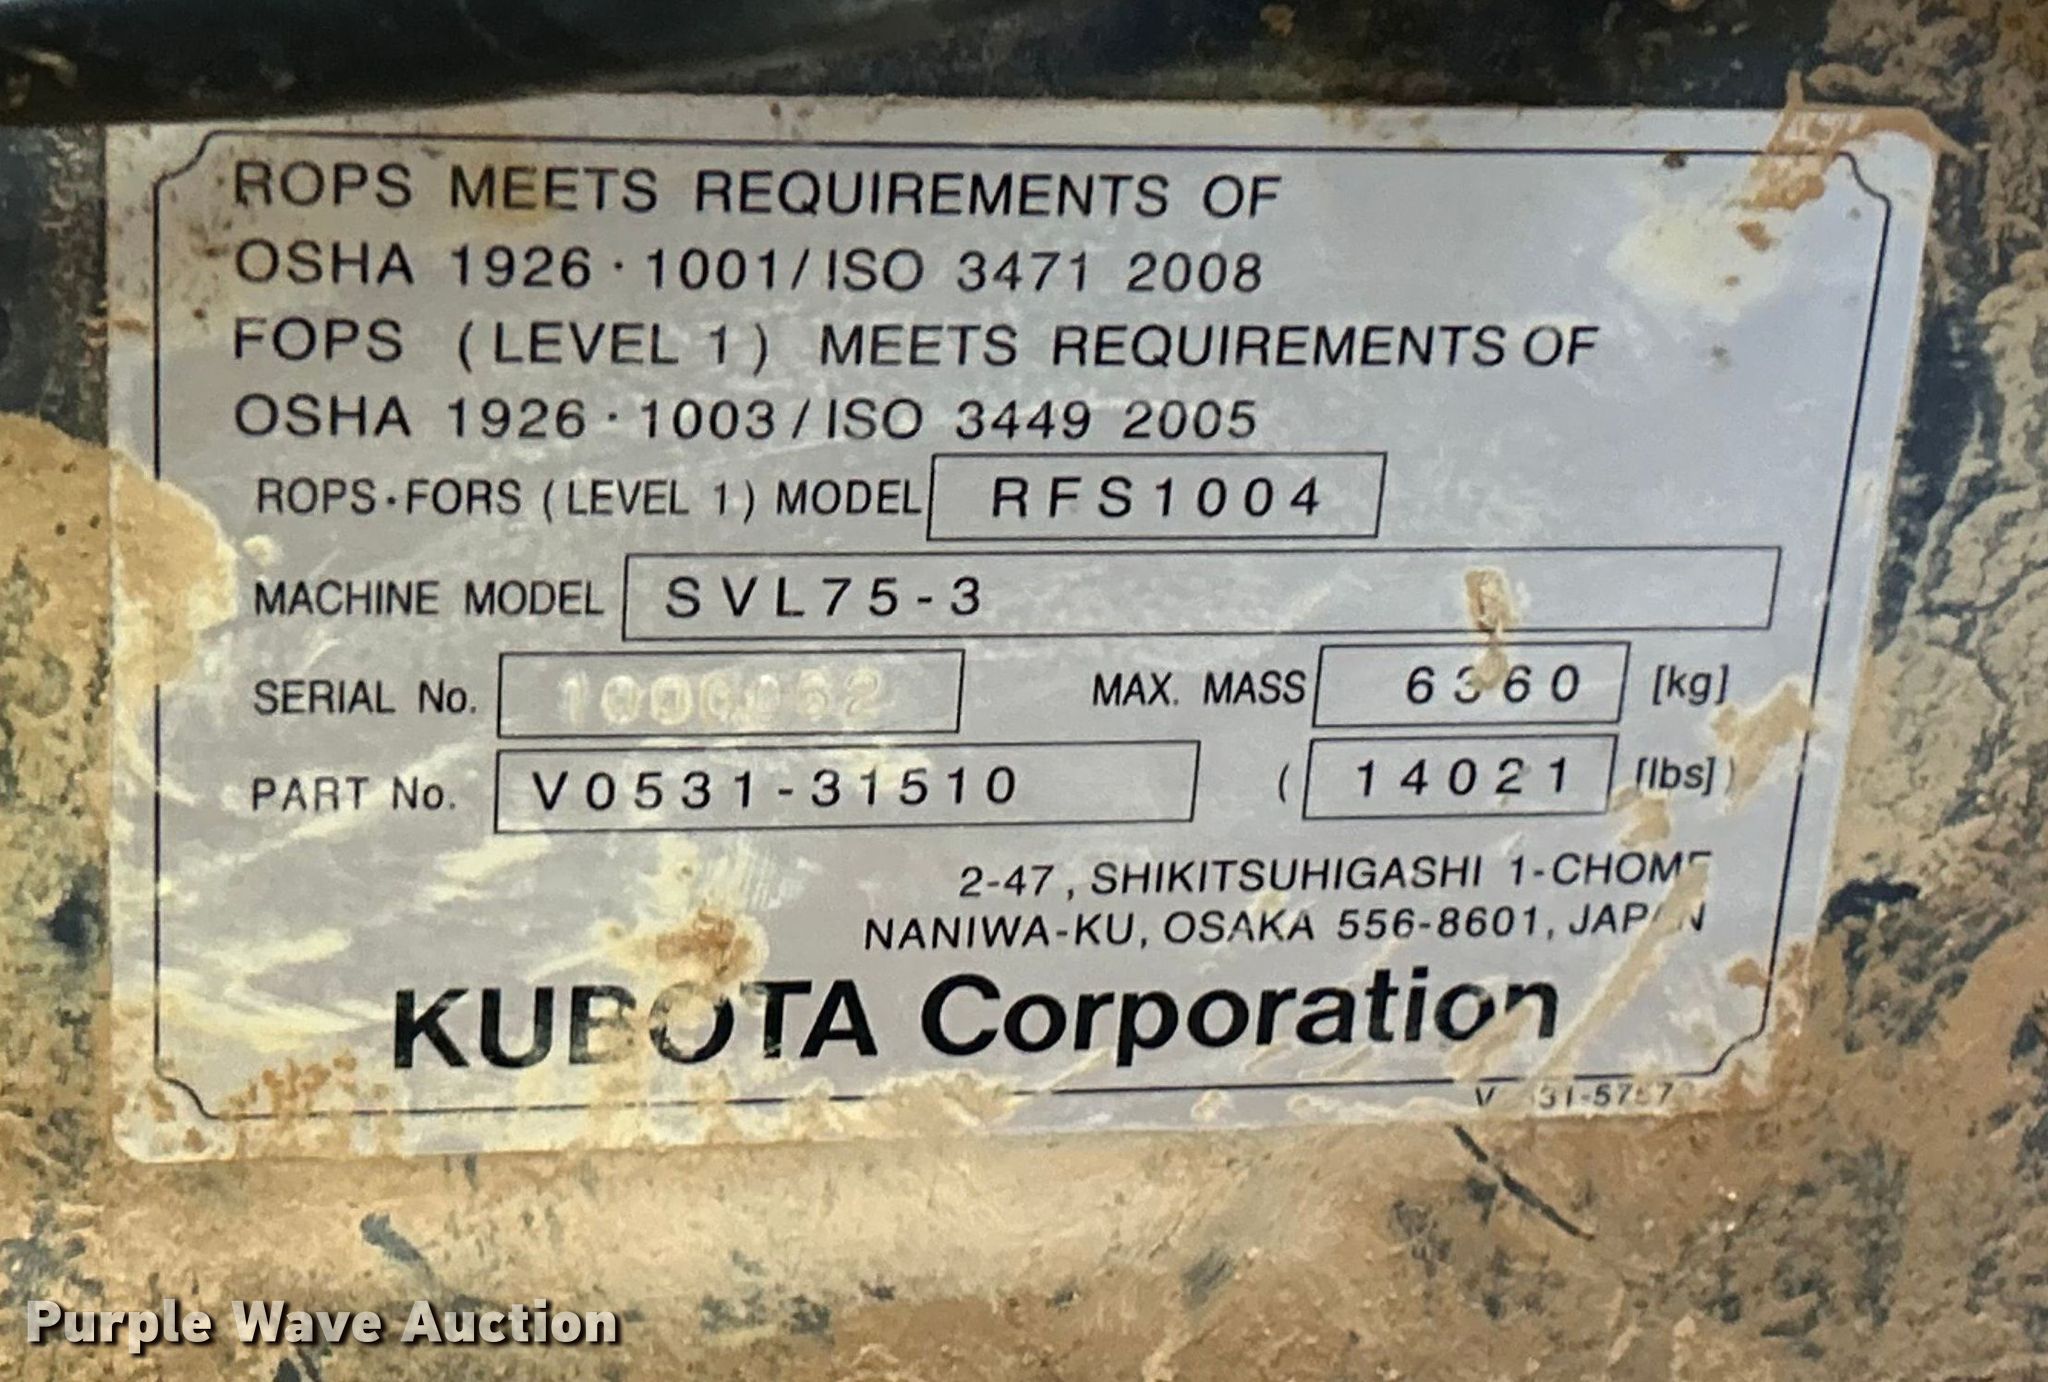 ROPS MEETS REQUIREMENTS OF
OSHA 1926·1001/ISO 3471 2008
FOPS (LEVEL 1) MEETS REQUIREMENTS OF
OSHA 1926·1003/ISO 3449 2005
ROPS·FORS (LEVEL 1) MODEL RFS1004
MACHINE MODEL SVL75-3
SERIAL No. MAX. MASS 6360 [kg]
PART No. V0531-31510 (14021 [lbs])
2-47, SHIKITSUHIGASHI 1-CHOME
NANIWA-KU, OSAKA 556-8601, JAPAN
KUBOTA Corporation
Purple Wave Auction